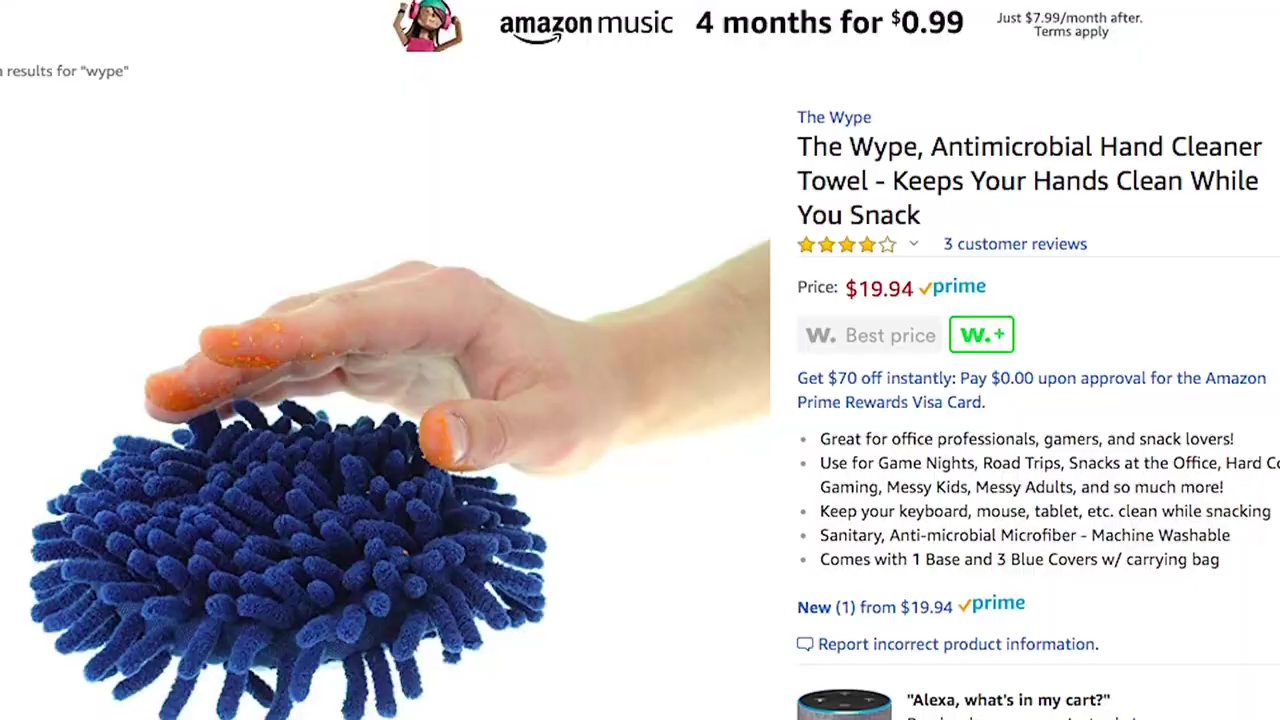 amazon music 4 months for $0.99
Just $7.99/month after.
Terms apply
results for "wype"
The Wype
The Wype, Antimicrobial Hand Cleaner
Towel - Keeps Your Hands Clean While
You Snack
3 customer reviews
Price: $19.94 prime
w. Best price w.+
Get $70 off instantly: Pay $0.00 upon approval for the Amazon
Prime Rewards Visa Card.
• Great for office professionals, gamers, and snack lovers!
• Use for Game Nights, Road Trips, Snacks at the Office, Hard
Gaming, Messy Kids, Messy Adults, and so much more!
• Keep your keyboard, mouse, tablet, etc. clean while snacking
• Sanitary, Anti-microbial Microfiber - Machine Washable
• Comes with 1 Base and 3 Blue Covers w/ carrying bag
New (1) from $19.94 prime
Report incorrect product information.
"Alexa, what's in my cart?"